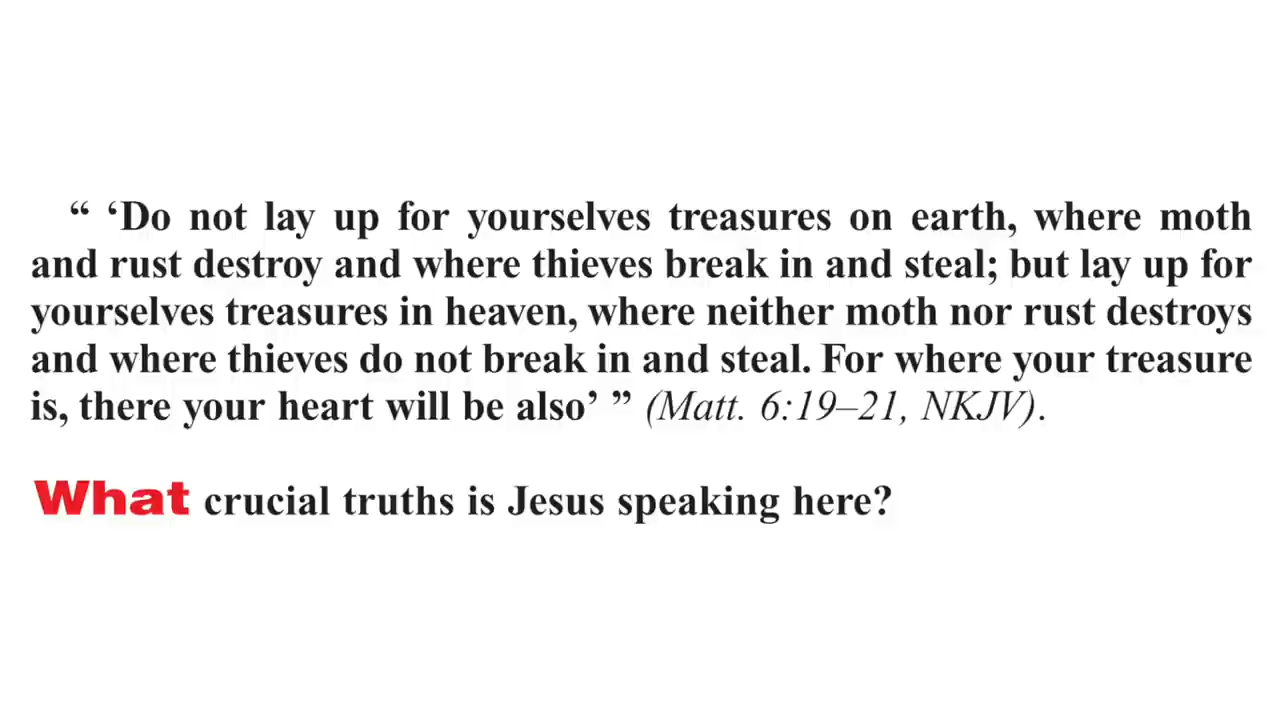 “ ‘Do not lay up for yourselves treasures on earth, where moth
and rust destroy and where thieves break in and steal; but lay up for
yourselves treasures in heaven, where neither moth nor rust destroys
and where thieves do not break in and steal. For where your treasure
is, there your heart will be also’ ” (Matt. 6:19–21, NKJV).
What crucial truths is Jesus speaking here?